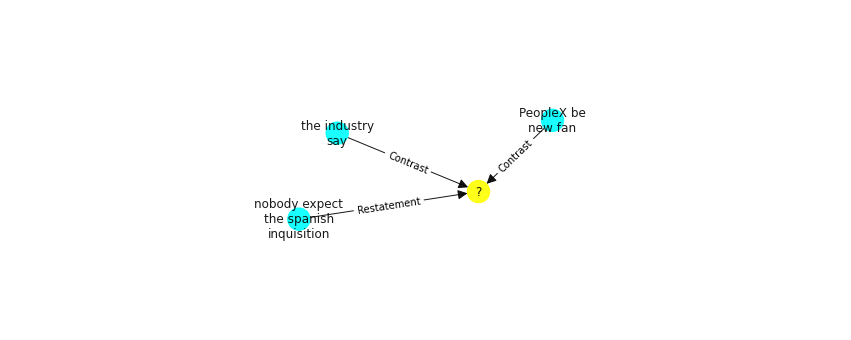 PeopleX be
new fan
the industry
say
Contrast
Contrast
?
Restatement
nobody expect
the spanish
inquisition